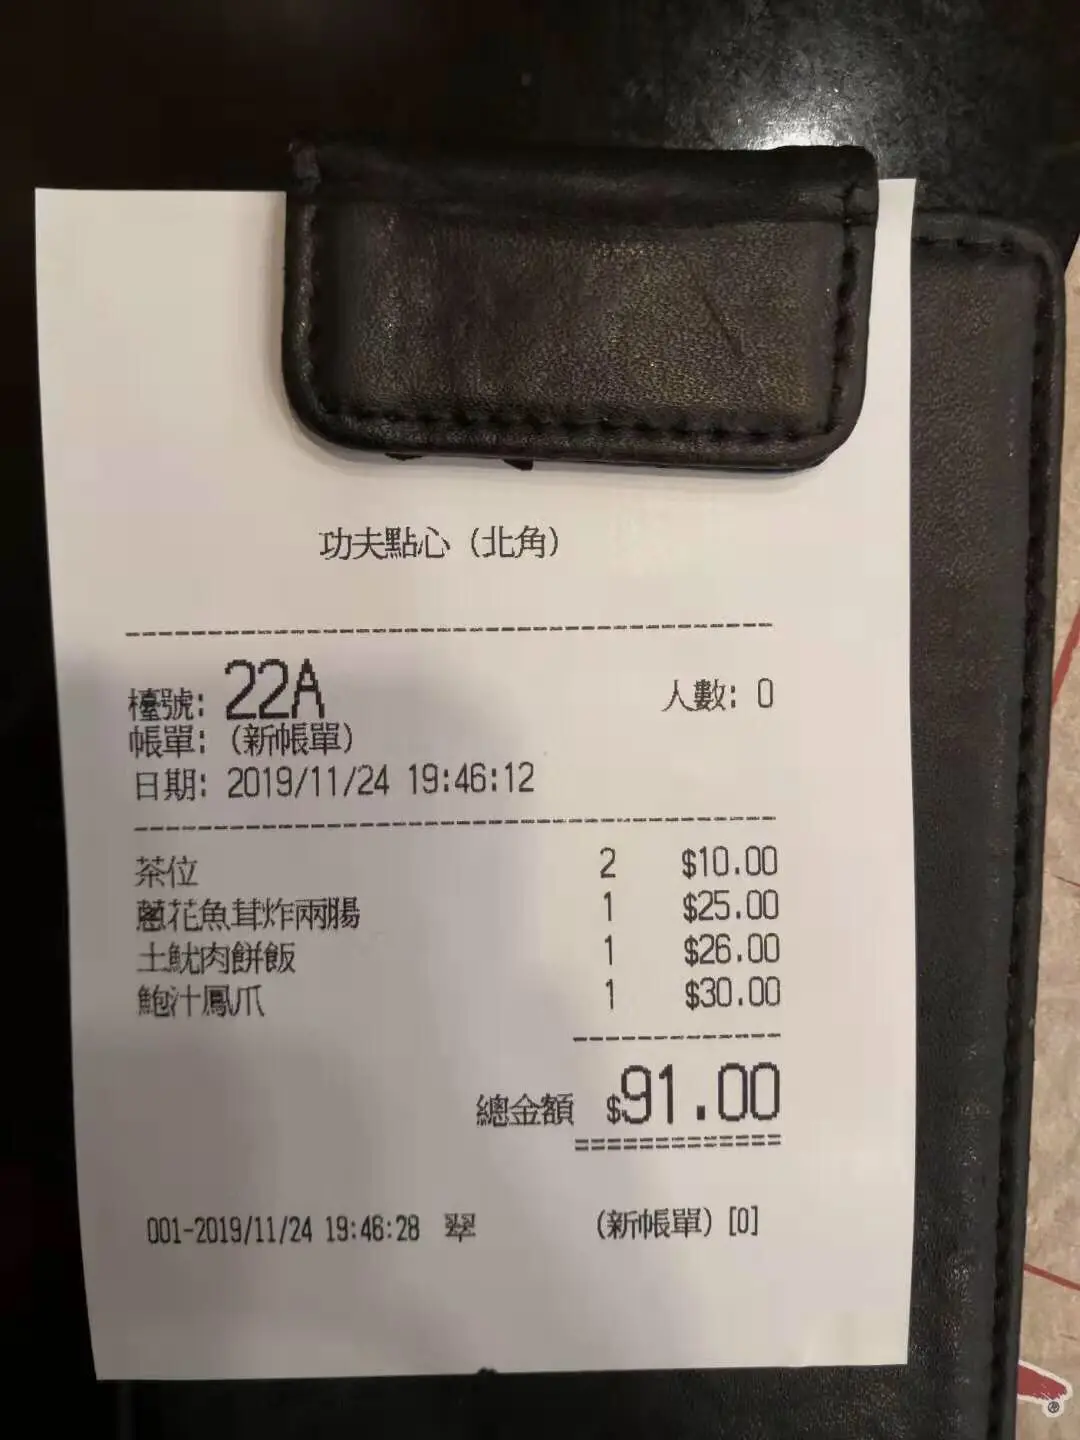 功夫點心（北角）
檯號: 22A 人數: 0
帳單: (新帳單)
日期: 2019/11/24 19:46:12
茶位 2 $10.00
蔥花魚茸炸兩腸 1 $25.00
土魷肉餅飯 1 $26.00
鮑汁鳳爪 1 $30.00
總金額 $91.00
001-2019/11/24 19:46:28 翠 (新帳單) [0]
®